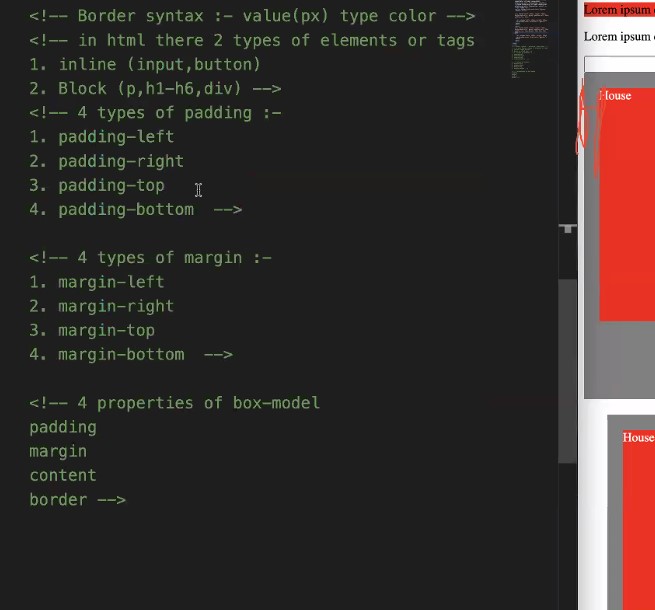 <!-- Border syntax :- value(px) type color -->
<!-- in html there 2 types of elements or tags
1. inline (input,button)
2. Block (p,h1-h6,div) -->
<!-- 4 types of padding :-
1. padding-left
2. padding-right
3. padding-top
4. padding-bottom  -->
<!-- 4 types of margin :-
1. margin-left
2. margin-right
3. margin-top
4. margin-bottom  -->
<!-- 4 properties of box-model
padding
margin
content
border -->
Lorem ipsum
Lorem ipsum
House
House